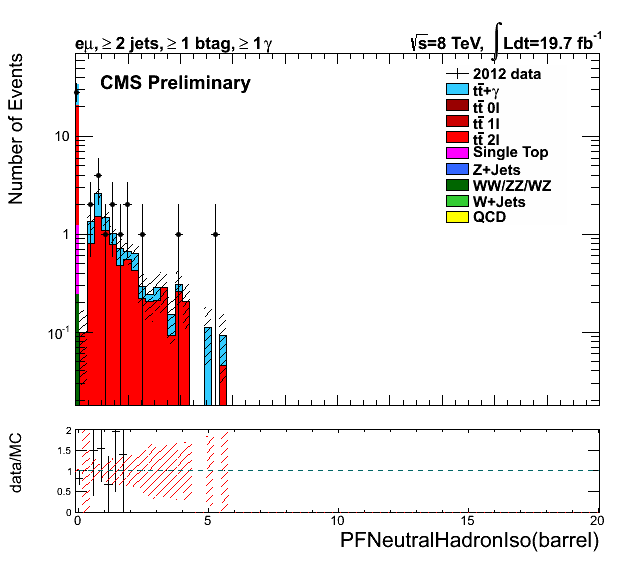 eμ, ≥ 2 jets, ≥ 1 btag, ≥ 1 γ
√s=8 TeV, ∫ Ldt=19.7 fb⁻¹
CMS Preliminary
2012 data
tt̄+γ
tt̄ 0l
tt̄ 1l
tt̄ 2l
Single Top
Z+Jets
WW/ZZ/WZ
W+Jets
QCD
Number of Events
10
1
10⁻¹
data/MC
2
1.5
1
0.5
0
0 5 10 15 20
PFNeutralHadronIso(barrel)